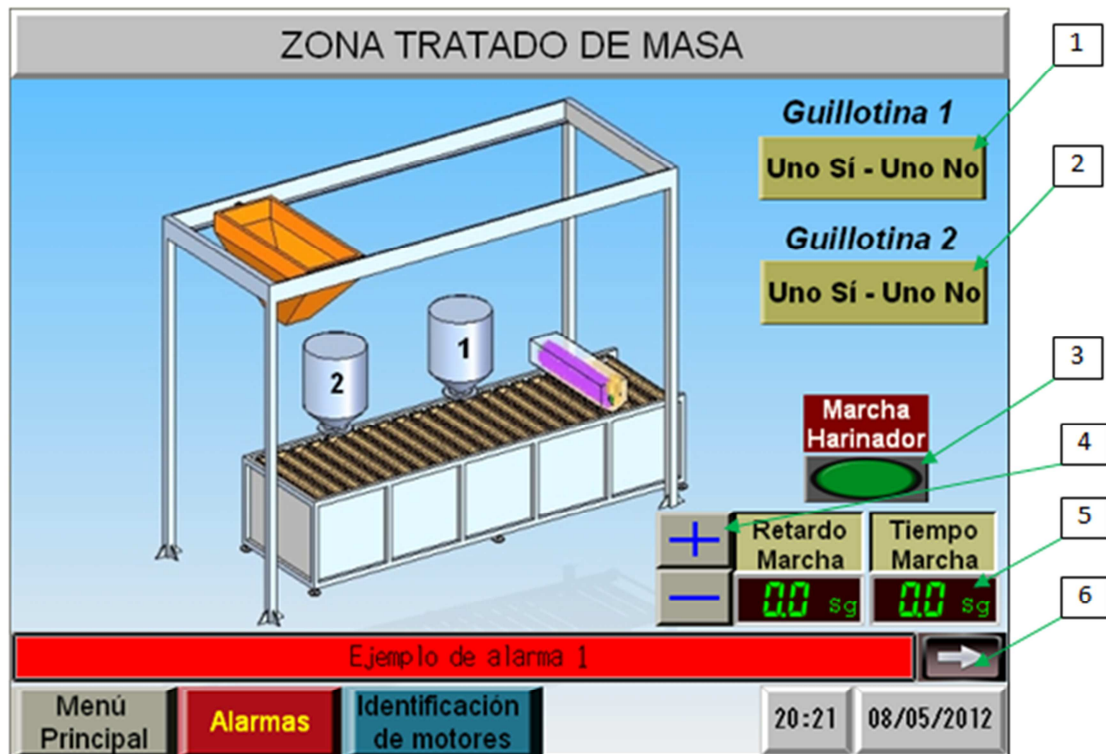 ZONA TRATADO DE MASA
1
Guillotina 1
Uno Sí - Uno No
2
Guillotina 2
Uno Sí - Uno No
1
2
3
Marcha
Harinador
4
Retardo
Marcha
Tiempo
Marcha
5
0.0 Sg
0.0 Sg
6
Ejemplo de alarma 1
Menú
Principal
Alarmas
Identificación
de motores
20:21
08/05/2012